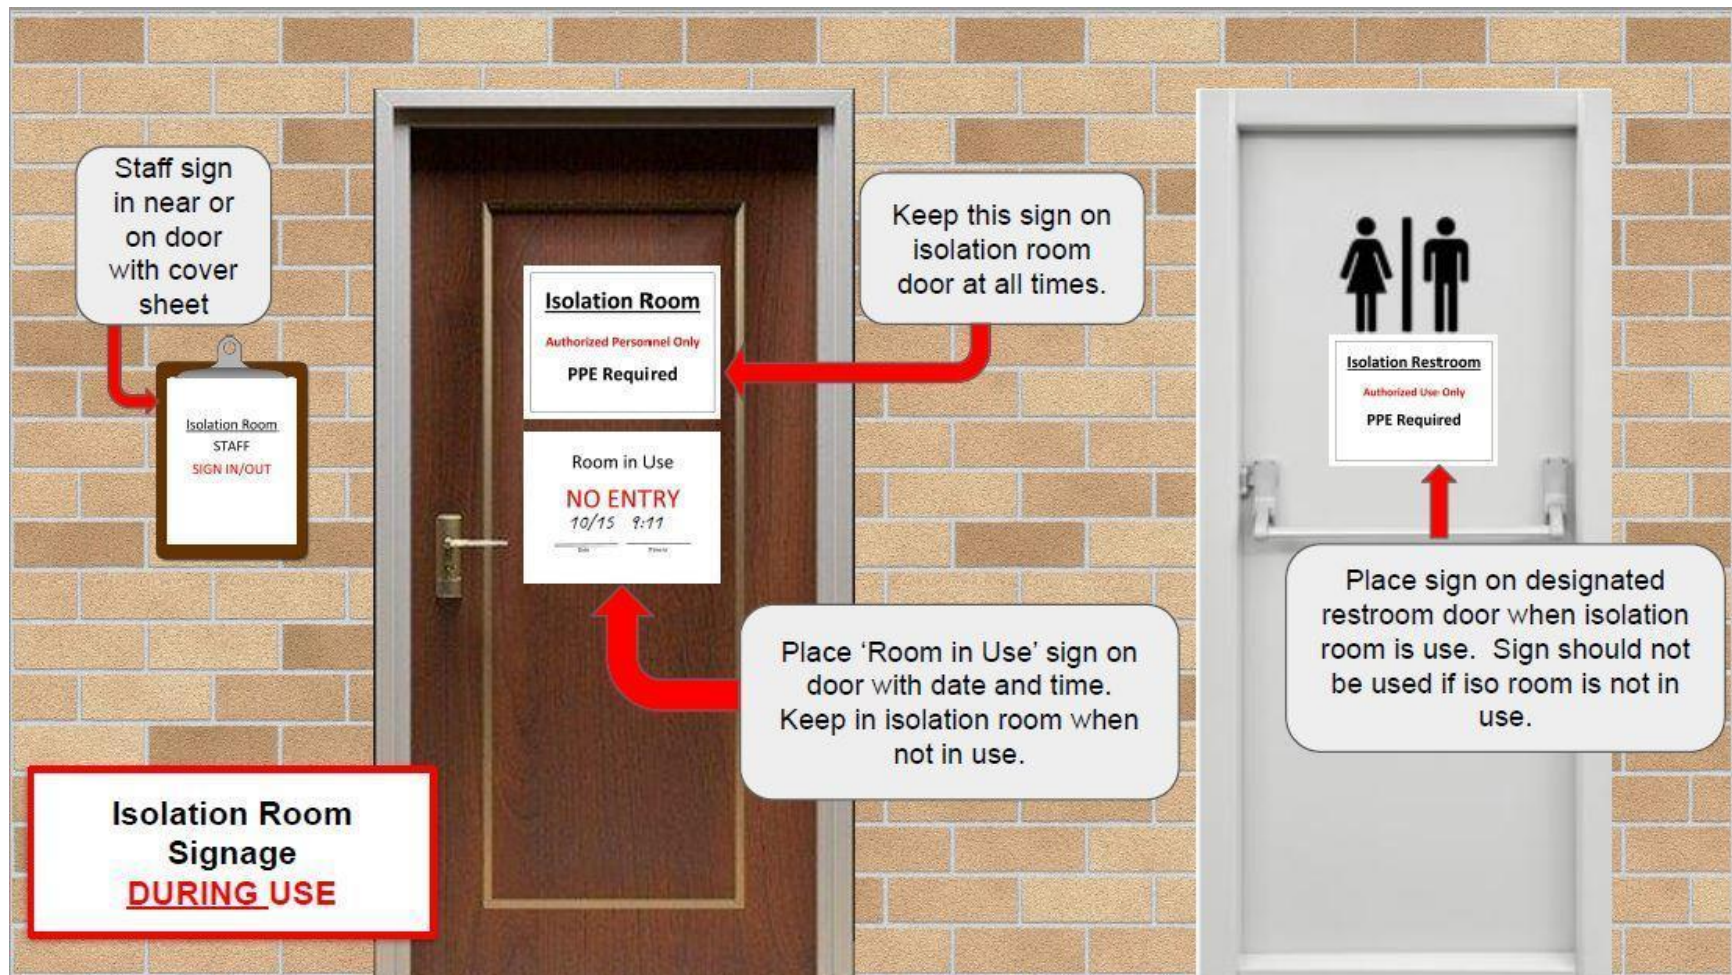 Staff sign
in near or
on door
with cover
sheet
Isolation Room
STAFF
SIGN IN/OUT
Isolation Room
Authorized Personnel Only
PPE Required
Room in Use
NO ENTRY
10/15 9:11
Date
Keep this sign on
isolation room
door at all times.
Place ‘Room in Use’ sign on
door with date and time.
Keep in isolation room when
not in use.
Isolation Restroom
Authorized Use Only
PPE Required
Place sign on designated
restroom door when isolation
room is use. Sign should not
be used if iso room is not in
use.
Isolation Room
Signage
DURING USE